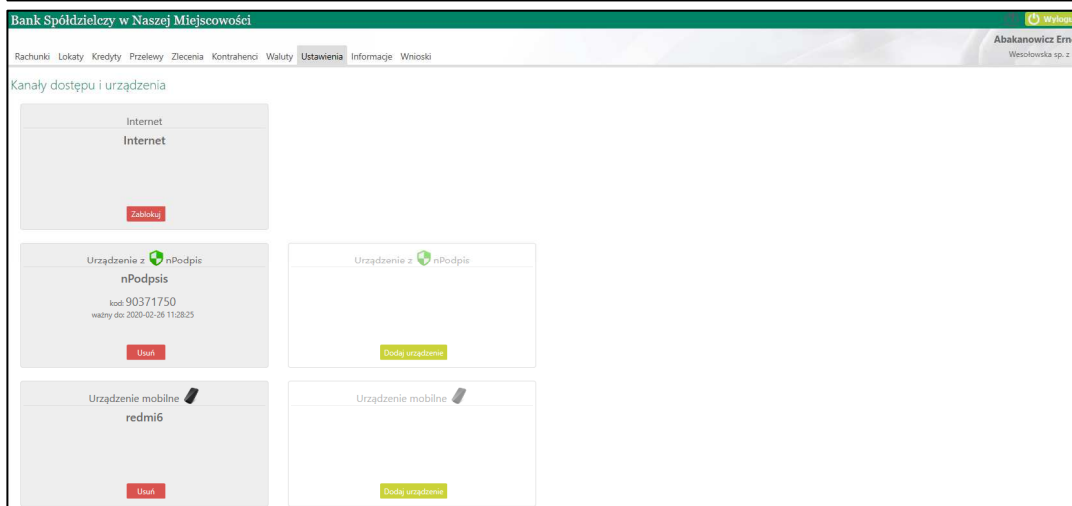 Bank Spółdzielczy w Naszej Miejscowości
Wylogu
Abakanowicz Ern
Wesołowska sp. z
Rachunki Lokaty Kredyty Przelewy Zlecenia Kontrahenci Waluty Ustawienia Informacje Wnioski
Kanały dostępu i urządzenia
Internet
Internet
Zablokuj
Urządzenie z nPodpis
nPodpsis
kod: 90371750
ważny do: 2020-02-26 11:28:25
Usuń
Urządzenie z nPodpis
Dodaj urządzenie
Urządzenie mobilne
redmi6
Usuń
Urządzenie mobilne
Dodaj urządzenie